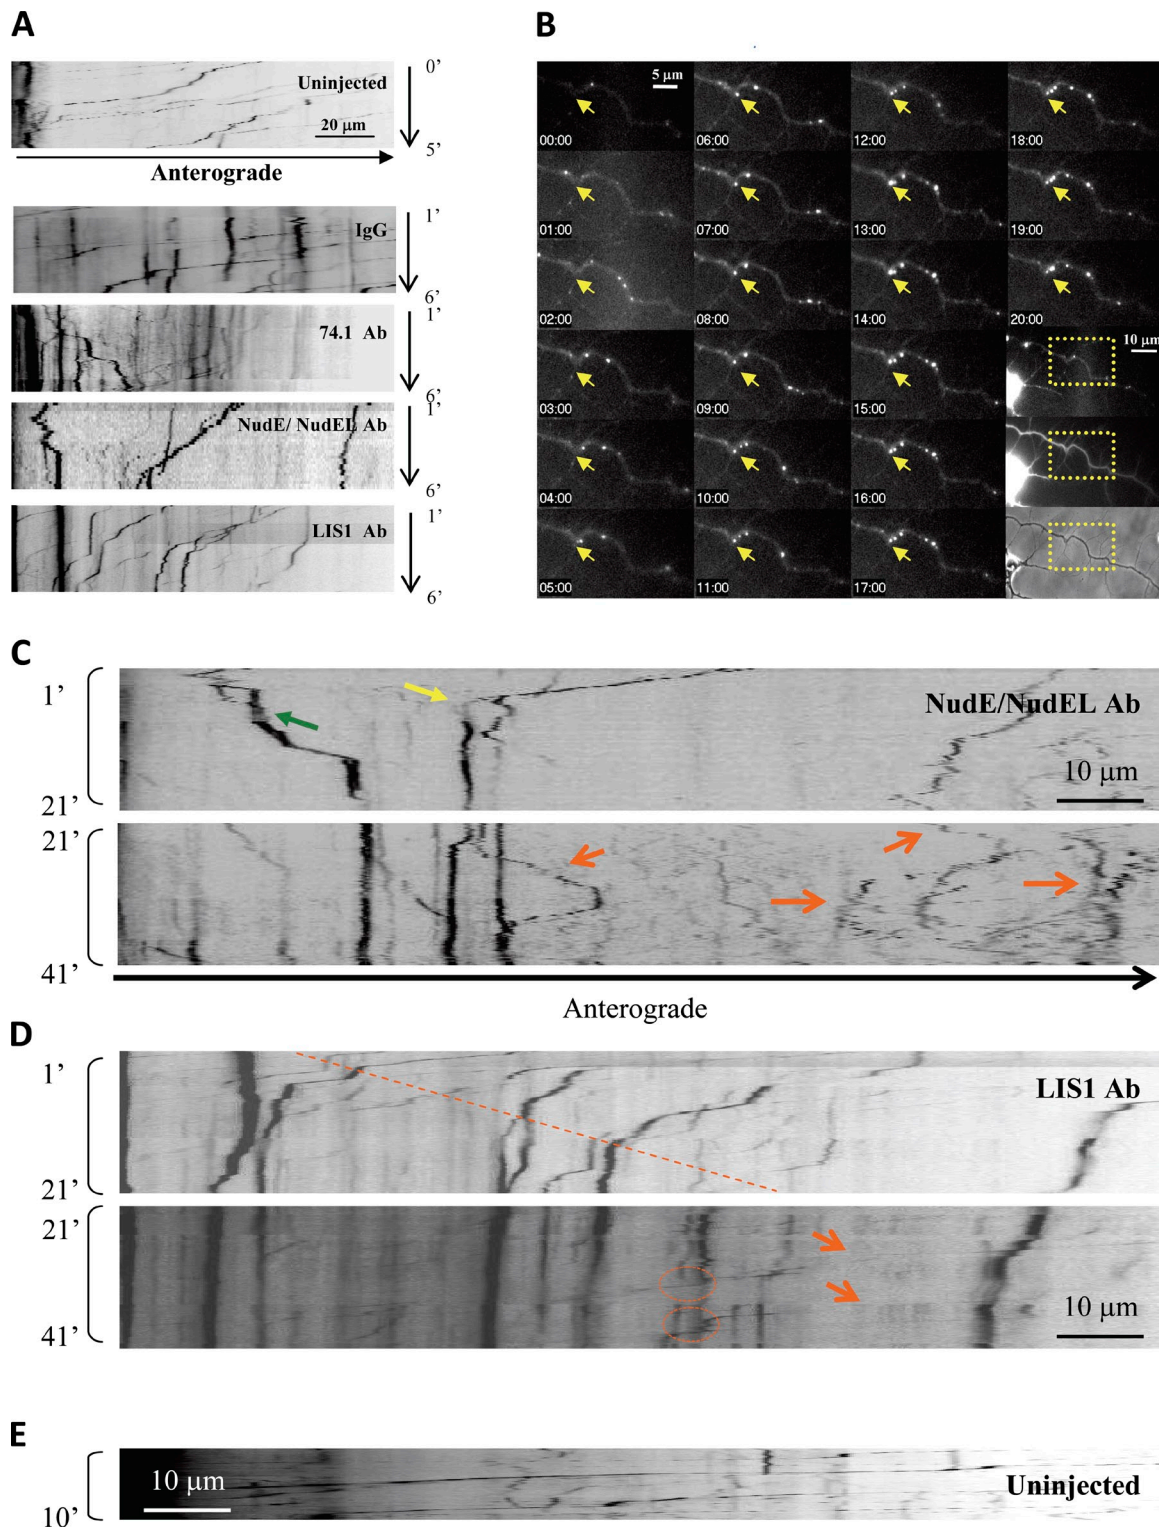 A
Uninjected
20 μm
0’
5’
Anterograde
IgG
1’
6’
74.1 Ab
1’
6’
NudE/ NudEL Ab
1’
6’
LIS1 Ab
1’
6’
B
5 μm
00:00
06:00
12:00
18:00
01:00
07:00
13:00
19:00
02:00
08:00
14:00
20:00
03:00
09:00
15:00
10 μm
04:00
10:00
16:00
05:00
11:00
17:00
C
1’
NudE/NudEL Ab
10 μm
21’
21’
41’
Anterograde
D
1’
LIS1 Ab
21’
21’
10 μm
41’
E
10 μm
Uninjected
10’